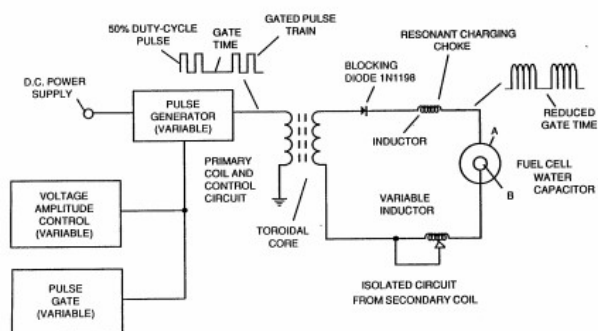 50% DUTY-CYCLE
PULSE
GATE
TIME
GATED PULSE
TRAIN
D.C. POWER
SUPPLY
PULSE
GENERATOR
(VARIABLE)
BLOCKING
DIODE 1N1198
RESONANT CHARGING
CHOKE
REDUCED
GATE TIME
INDUCTOR
A
B
FUEL CELL
WATER
CAPACITOR
PRIMARY
COIL AND
CONTROL
CIRCUIT
TOROIDAL
CORE
VARIABLE
INDUCTOR
VOLTAGE
AMPLITUDE
CONTROL
(VARIABLE)
PULSE
GATE
(VARIABLE)
ISOLATED CIRCUIT
FROM SECONDARY COIL